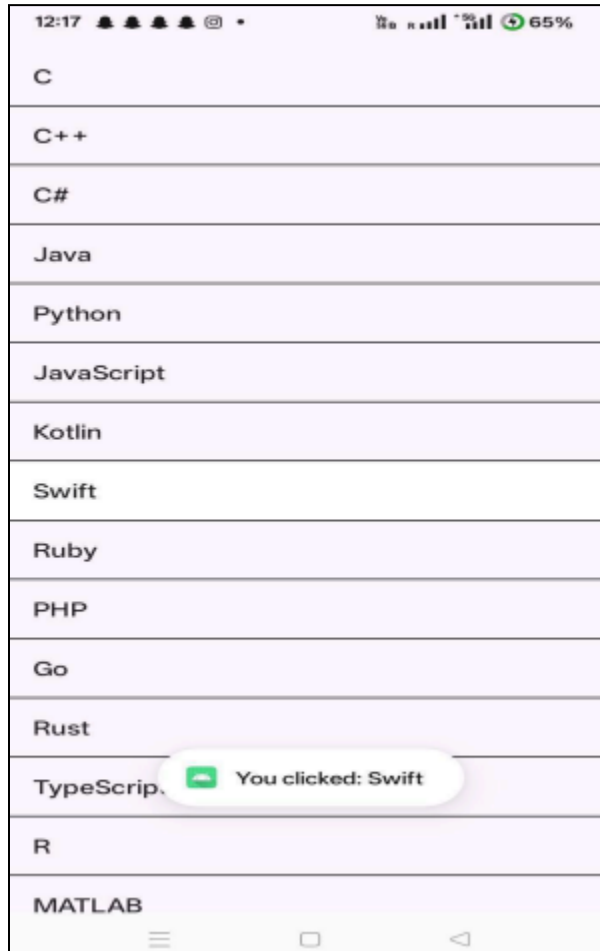 12:17 65%
C
C++
C#
Java
Python
JavaScript
Kotlin
Swift
Ruby
PHP
Go
Rust
TypeScrip
You clicked: Swift
R
MATLAB